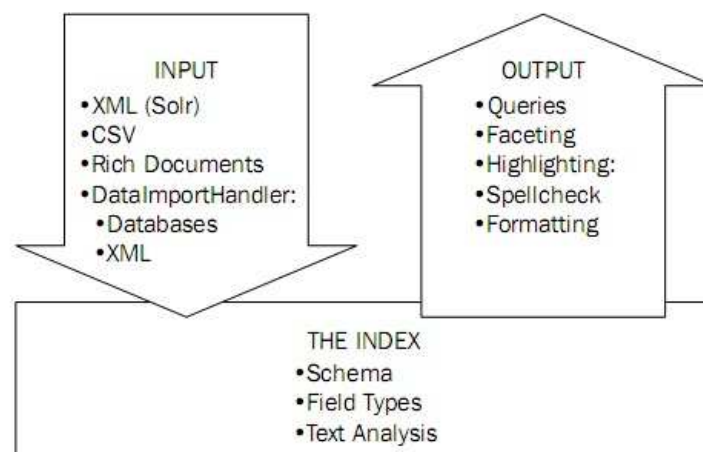 INPUT
•XML (Solr)
•CSV
•Rich Documents
•DataImportHandler:
•Databases
•XML
OUTPUT
•Queries
•Faceting
•Highlighting:
•Spellcheck
•Formatting
THE INDEX
•Schema
•Field Types
•Text Analysis